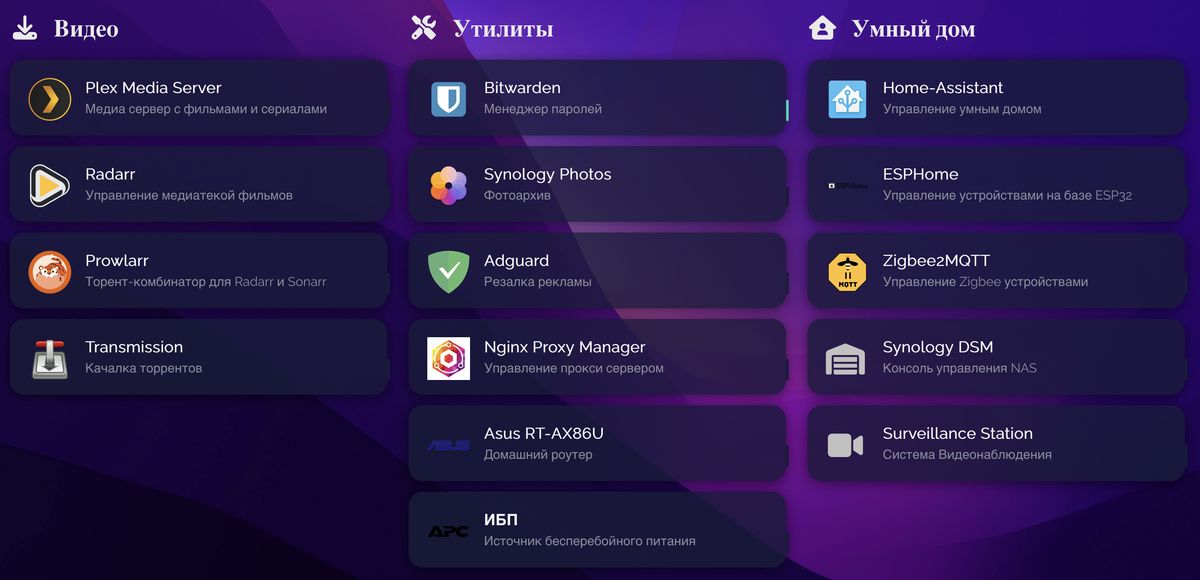 Видео
Plex Media Server
Медиа сервер с фильмами и сериалами
Radarr
Управление медиатекой фильмов
Prowlarr
Торент-комбинатор для Radarr и Sonarr
Transmission
Качалка торрентов
Утилиты
Bitwarden
Менеджер паролей
Synology Photos
Фотоархив
Adguard
Резалка рекламы
Nginx Proxy Manager
Управление прокси сервером
ASUS
Asus RT-AX86U
Домашний роутер
APC
ИБП
Источник бесперебойного питания
Умный дом
Home-Assistant
Управление умным домом
ESPHome
ESPHome
Управление устройствами на базе ESP32
MQTT
Zigbee2MQTT
Управление Zigbee устройствами
Synology DSM
Консоль управления NAS
Surveillance Station
Система Видеонаблюдения